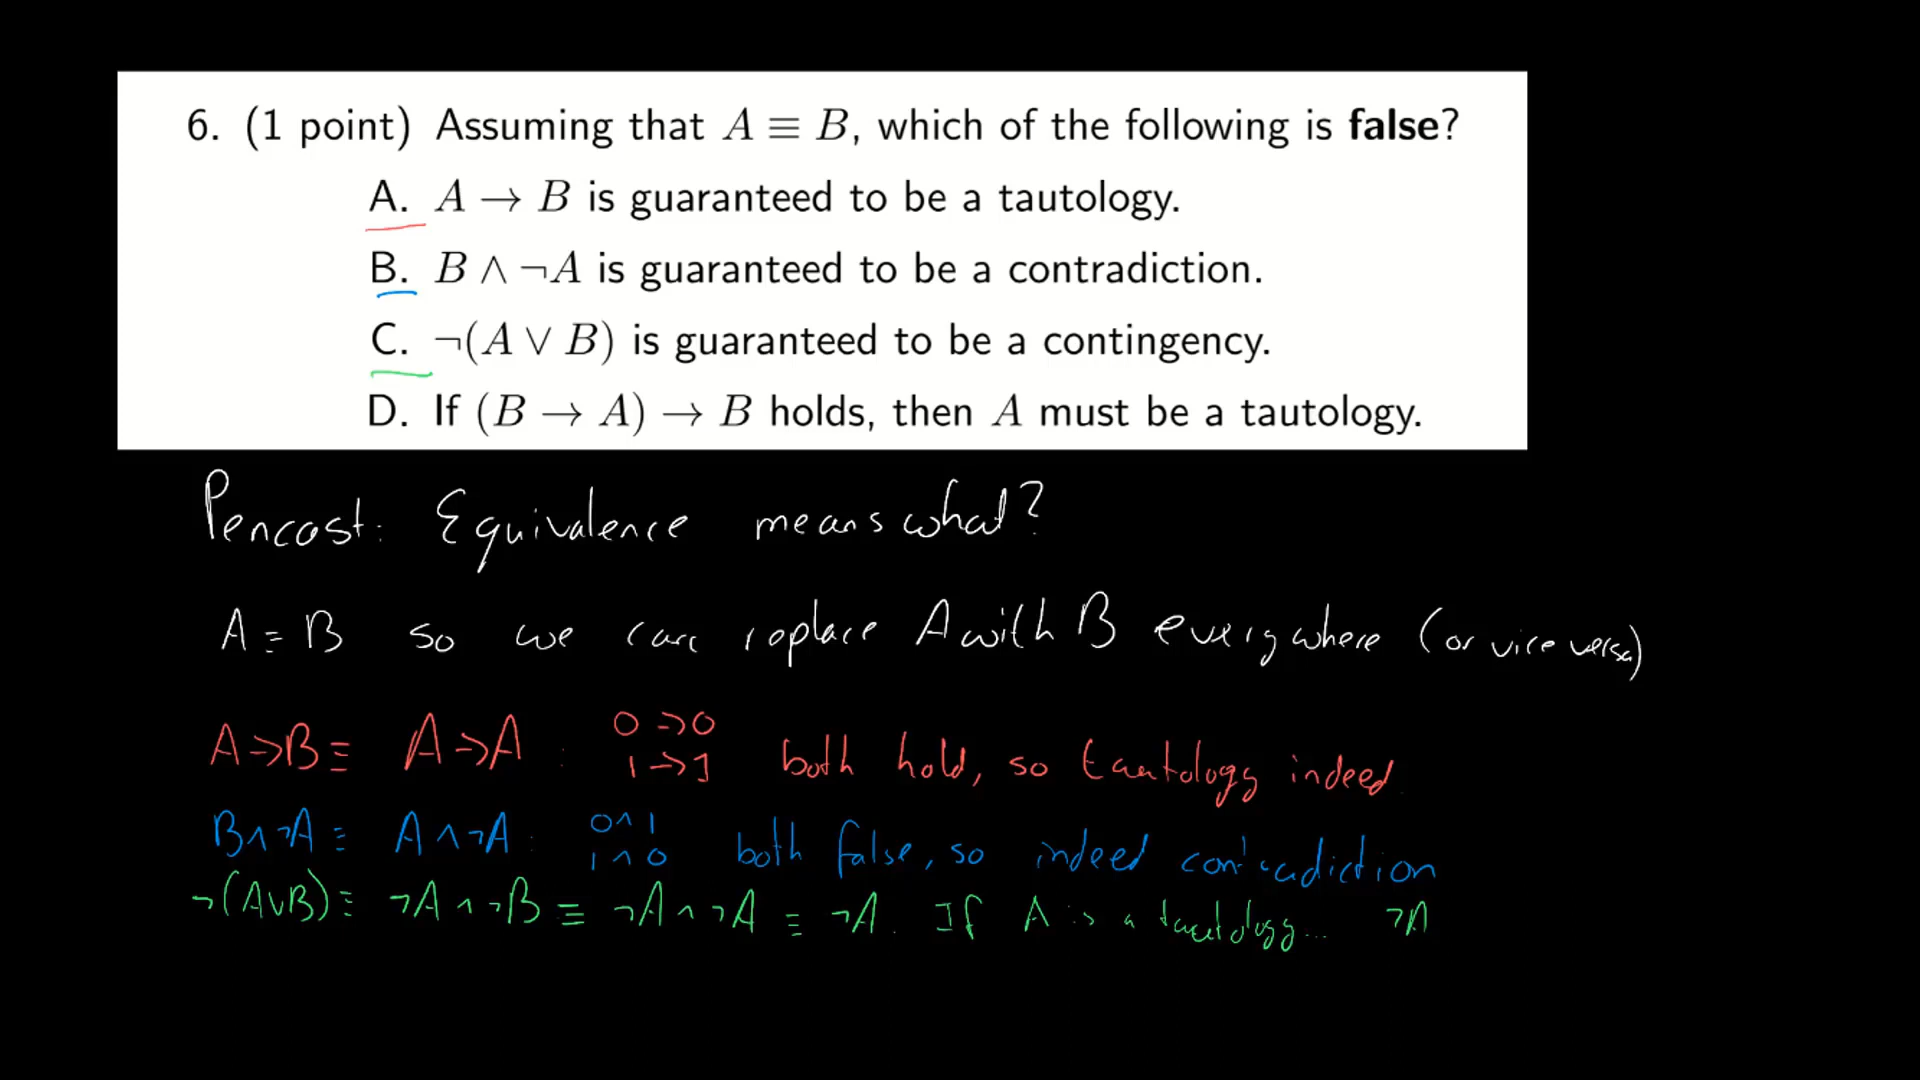 6. (1 point) Assuming that A ≡ B, which of the following is false?
A. A → B is guaranteed to be a tautology.
B. B ∧ ¬A is guaranteed to be a contradiction.
C. ¬(A ∨ B) is guaranteed to be a contingency.
D. If (B → A) → B holds, then A must be a tautology.
Pencast: Equivalence means what?
A ≡ B so we can replace A with B everywhere (or vice versa)
A → B ≡ A → A : 0 → 0
1 → 1 both hold, so tautology indeed
B ∧ ¬A ≡ A ∧ ¬A : 0 ∧ 1
1 ∧ 0 both false, so indeed contradiction
¬(A ∨ B) ≡ ¬A ∧ ¬B ≡ ¬A ∧ ¬A ≡ ¬A. If A is a tautology... ¬A